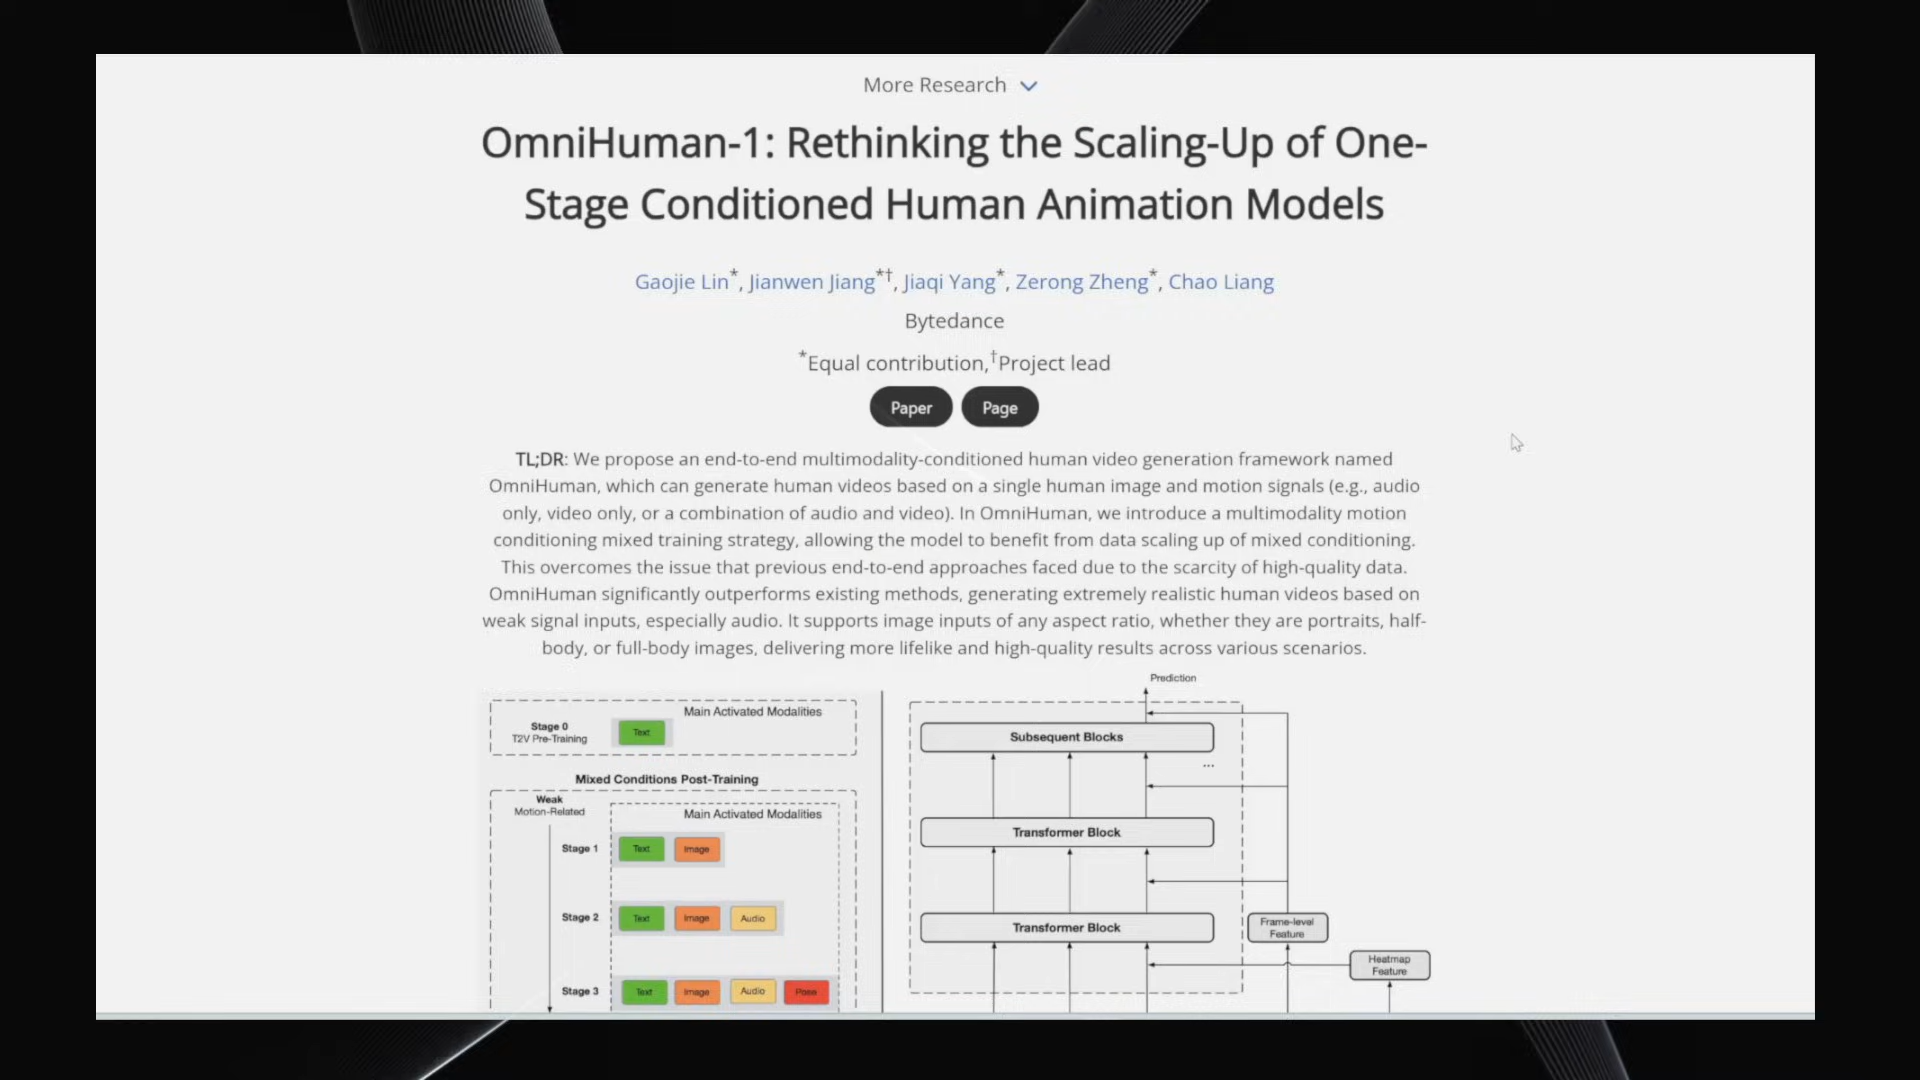 More Research
OmniHuman-1: Rethinking the Scaling-Up of One-
Stage Conditioned Human Animation Models
Gaojie Lin*, Jianwen Jiang*†, Jiaqi Yang*, Zerong Zheng*, Chao Liang
Bytedance
*Equal contribution,†Project lead
Paper Page
TL;DR: We propose an end-to-end multimodality-conditioned human video generation framework named
OmniHuman, which can generate human videos based on a single human image and motion signals (e.g., audio
only, video only, or a combination of audio and video). In OmniHuman, we introduce a multimodality motion
conditioning mixed training strategy, allowing the model to benefit from data scaling up of mixed conditioning.
This overcomes the issue that previous end-to-end approaches faced due to the scarcity of high-quality data.
OmniHuman significantly outperforms existing methods, generating extremely realistic human videos based on
weak signal inputs, especially audio. It supports image inputs of any aspect ratio, whether they are portraits, half-
body, or full-body images, delivering more lifelike and high-quality results across various scenarios.
Main Activated Modalities
Stage 0
T2V Pre-Training
Text
Mixed Conditions Post-Training
Weak
Motion-Related
Main Activated Modalities
Stage 1 Text Image
Stage 2 Text Image Audio
Stage 3 Text Image Audio Pose
Prediction
Subsequent Blocks
...
Transformer Block
Transformer Block
Frame-level
Feature
Heatmap
Feature